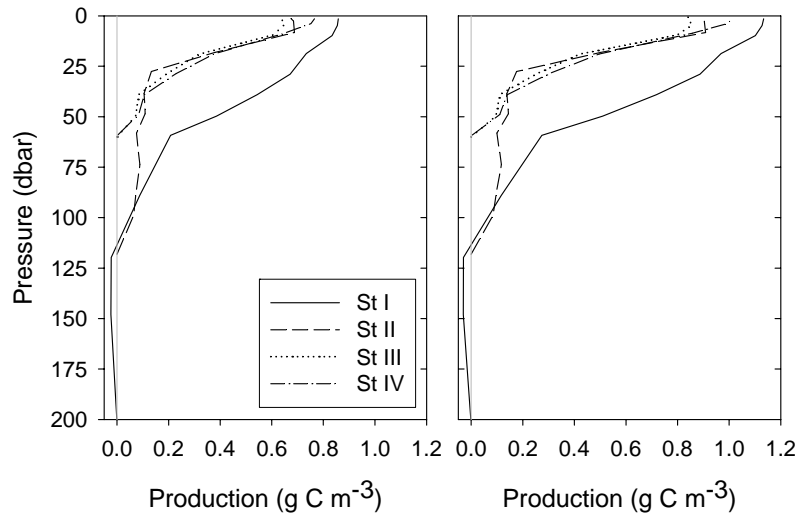 Pressure (dbar)
0
25
50
75
100
125
150
175
200
St I
St II
St III
St IV
0.0 0.2 0.4 0.6 0.8 1.0 1.2
0.0 0.2 0.4 0.6 0.8 1.0 1.2
Production (g C m-3)
Production (g C m-3)